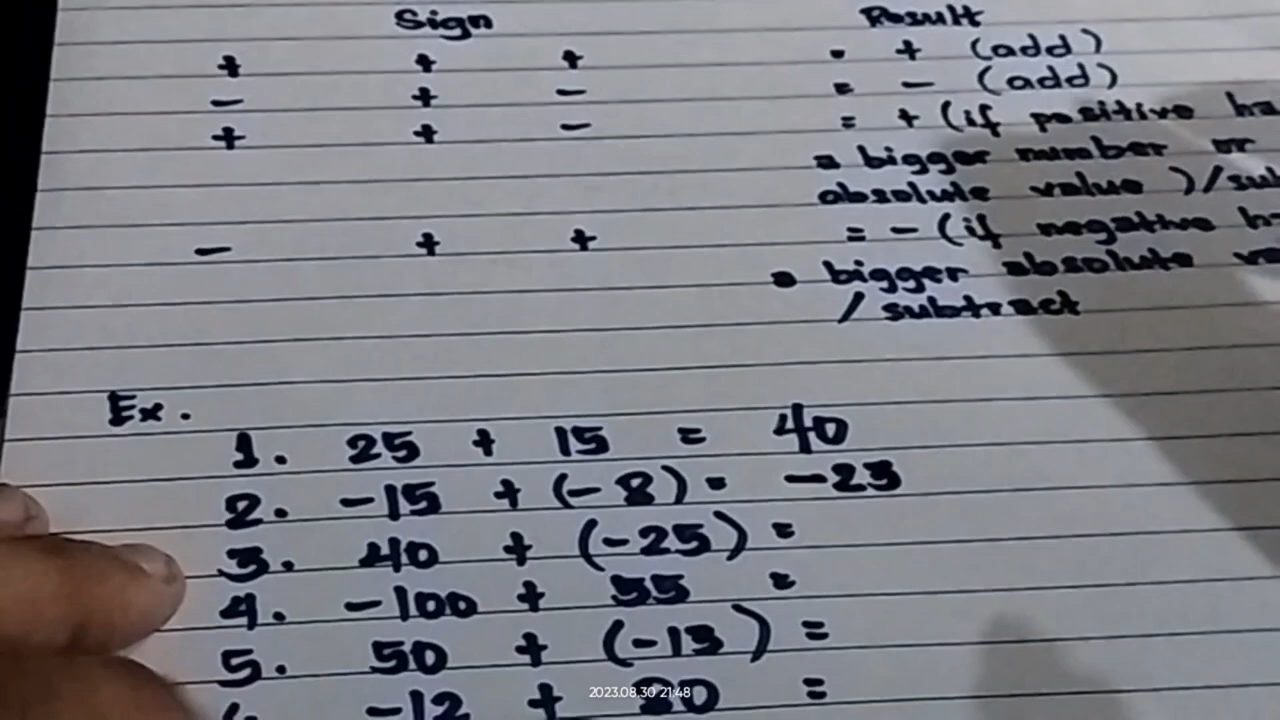 Sign Result
+ + + = + (add)
- + - = - (add)
+ + - = + (if positive ha
a bigger number or
absolute value )/sub
- + + = - (if negative h
a bigger absolute va
/ subtract
Ex.
1. 25 + 15 = 40
2. -15 + (-8) = -23
3. 40 + (-25) =
4. -100 + 55 =
5. 50 + (-13) =
-12 + 20 =
2023.08.30 21:48